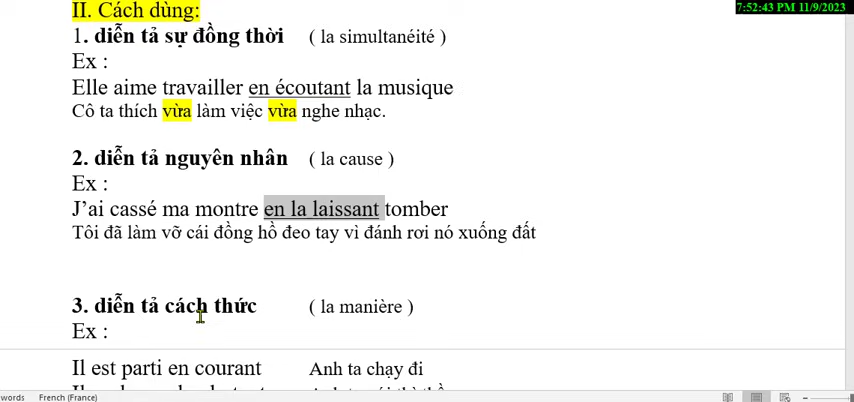 7:52:43 PM 11/9/2023
II. Cách dùng:
1. diễn tả sự đồng thời ( la simultanéité )
Ex :
Elle aime travailler en écoutant la musique
Cô ta thích vừa làm việc vừa nghe nhạc.
2. diễn tả nguyên nhân ( la cause )
Ex :
J’ai cassé ma montre en la laissant tomber
Tôi đã làm vỡ cái đồng hồ đeo tay vì đánh rơi nó xuống đất
3. diễn tả cách thức ( la manière )
Ex :
Il est parti en courant Anh ta chạy đi
words French (France)